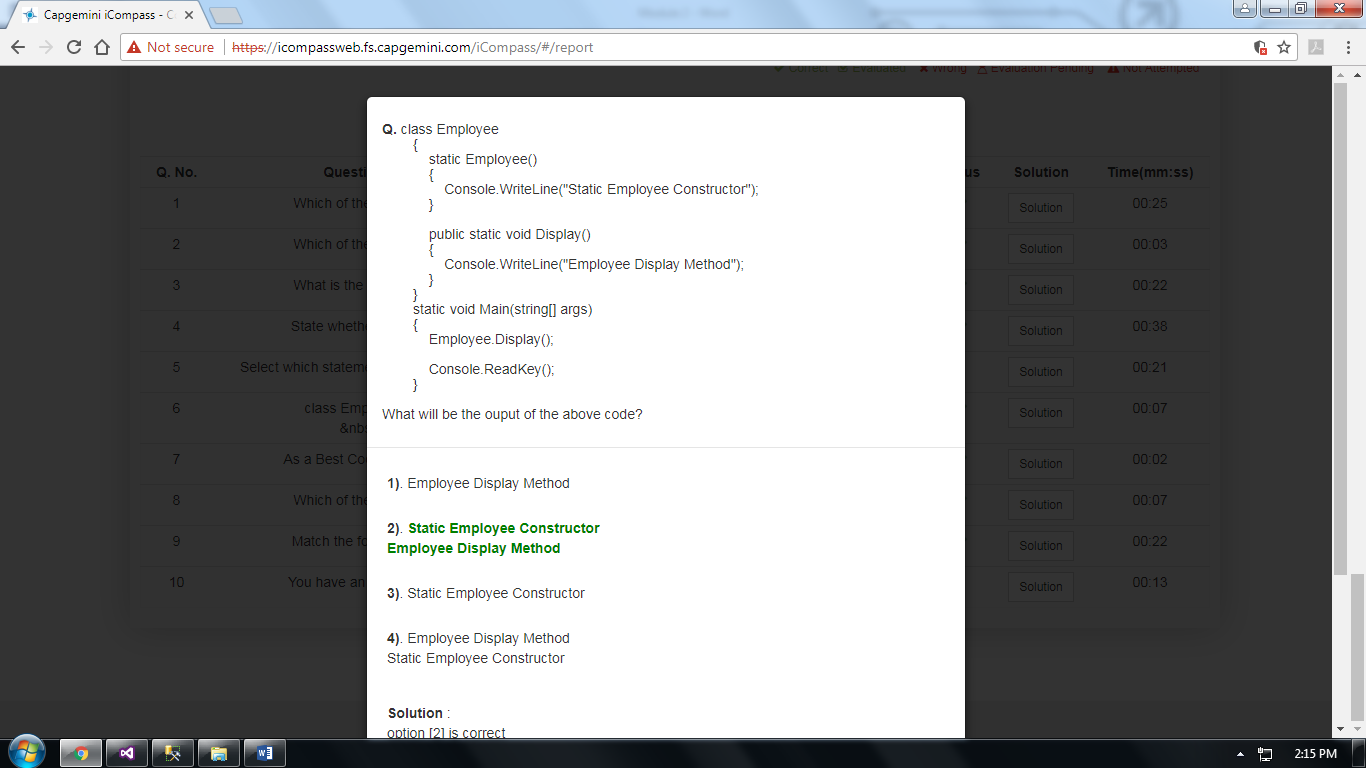 Capgemini iCompass - C
Not secure | https://icompassweb.fs.capgemini.com/iCompass/#/report
Correct Evaluated Wrong Evaluation Pending Not Attempted
Q. class Employee
{
static Employee()
{
Console.WriteLine("Static Employee Constructor");
}
public static void Display()
{
Console.WriteLine("Employee Display Method");
}
}
static void Main(string[] args)
{
Employee.Display();
Console.ReadKey();
}
What will be the ouput of the above code?
1). Employee Display Method
2). Static Employee Constructor
Employee Display Method
3). Static Employee Constructor
4). Employee Display Method
Static Employee Constructor
Solution :
option [2] is correct
Q. No. Questi us Solution Time(mm:ss)
1 Which of the Solution 00:25
2 Which of the Solution 00:03
3 What is the Solution 00:22
4 State whethe Solution 00:38
5 Select which statem Solution 00:21
6 class Emp Solution 00:07
&nb
7 As a Best Co Solution 00:02
8 Which of the Solution 00:07
9 Match the fo Solution 00:22
10 You have an Solution 00:13
2:15 PM